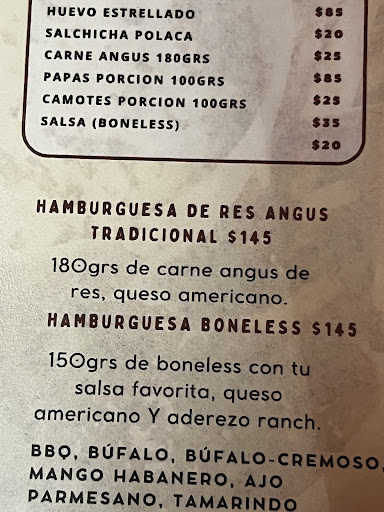 HUEVO ESTRELLADO $85
SALCHICHA POLACA $20
CARNE ANGUS 180GRS $25
PAPAS PORCION 100GRS $85
CAMOTES PORCION 100GRS $25
SALSA (BONELESS) $35
$20
HAMBURGUESA DE RES ANGUS
TRADICIONAL $145
180grs de carne angus de
res, queso americano.
HAMBURGUESA BONELESS $145
150grs de boneless con tu
salsa favorita, queso
americano Y aderezo ranch.
BBQ, BÚFALO, BÚFALO-CREMOSO,
MANGO HABANERO, AJO
PARMESANO, TAMARINDO